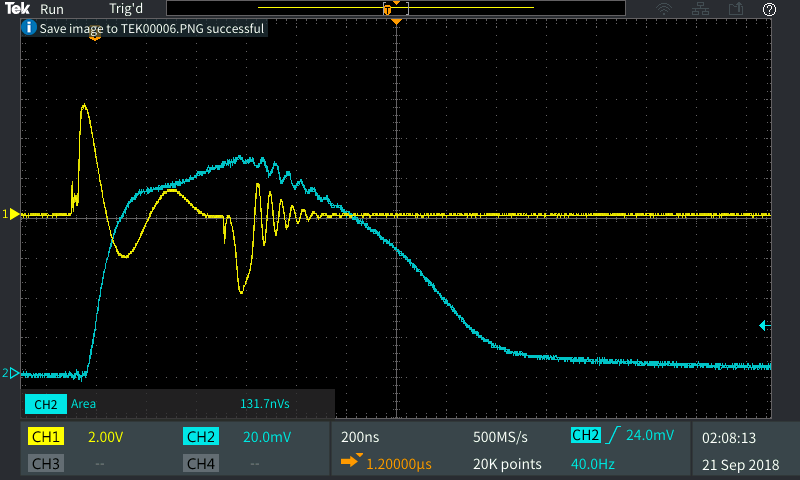 Tek Run Trig'd T ?
i Save image to TEK00006.PNG successful
1
2
CH2 Area 131.7nVs
CH1 2.00V CH2 20.0mV 200ns 500MS/s CH2 24.0mV 02:08:13
CH3 -- CH4 -- 1.20000µs 20K points 40.0Hz 21 Sep 2018